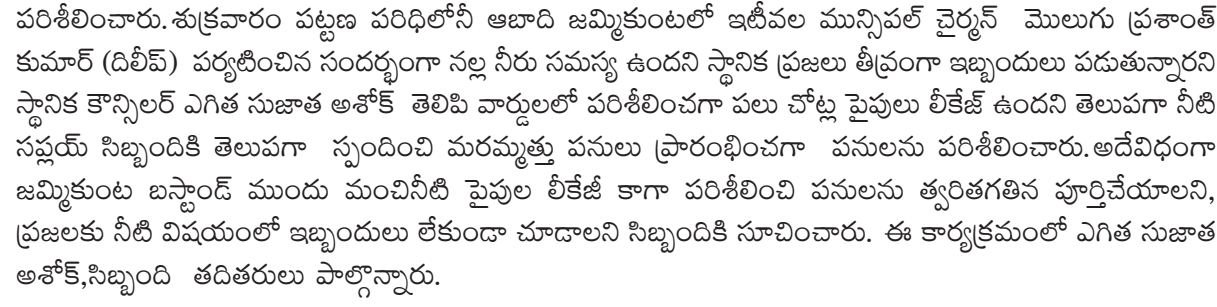 పరిశీలించారు.శుక్రవారం పట్టణ పరిధిలోనీ ఆబాది జమ్మికుంటలో ఇటీవల మున్సిపల్ చైర్మన్ మొలుగు ప్రశాంత్
కుమార్ (దిలీప్) పర్యటించిన సందర్భంగా నల్ల నీరు సమస్య ఉందని స్థానిక ప్రజలు తీవ్రంగా ఇబ్బందులు పడుతున్నారని
స్థానిక కౌన్సిలర్ ఎగిత సుజాత అశోక్ తెలిపి వార్డులలో పరిశీలించగా పలు చోట్ల పైపులు లీకేజ్ ఉందని తెలుపగా నీటి
సప్లయ్ సిబ్బందికి తెలుపగా స్పందించి మరమ్మత్తు పనులు ప్రారంభించగా పనులను పరిశీలించారు.అదేవిధంగా
జమ్మికుంట బస్టాండ్ ముందు మంచినీటి పైపుల లీకేజీ కాగా పరిశీలించి పనులను త్వరితగతిన పూర్తిచేయాలని,
ప్రజలకు నీటి విషయంలో ఇబ్బందులు లేకుండా చూడాలని సిబ్బందికి సూచించారు. ఈ కార్యక్రమంలో ఎగిత సుజాత
అశోక్,సిబ్బంది తదితరులు పాల్గొన్నారు.